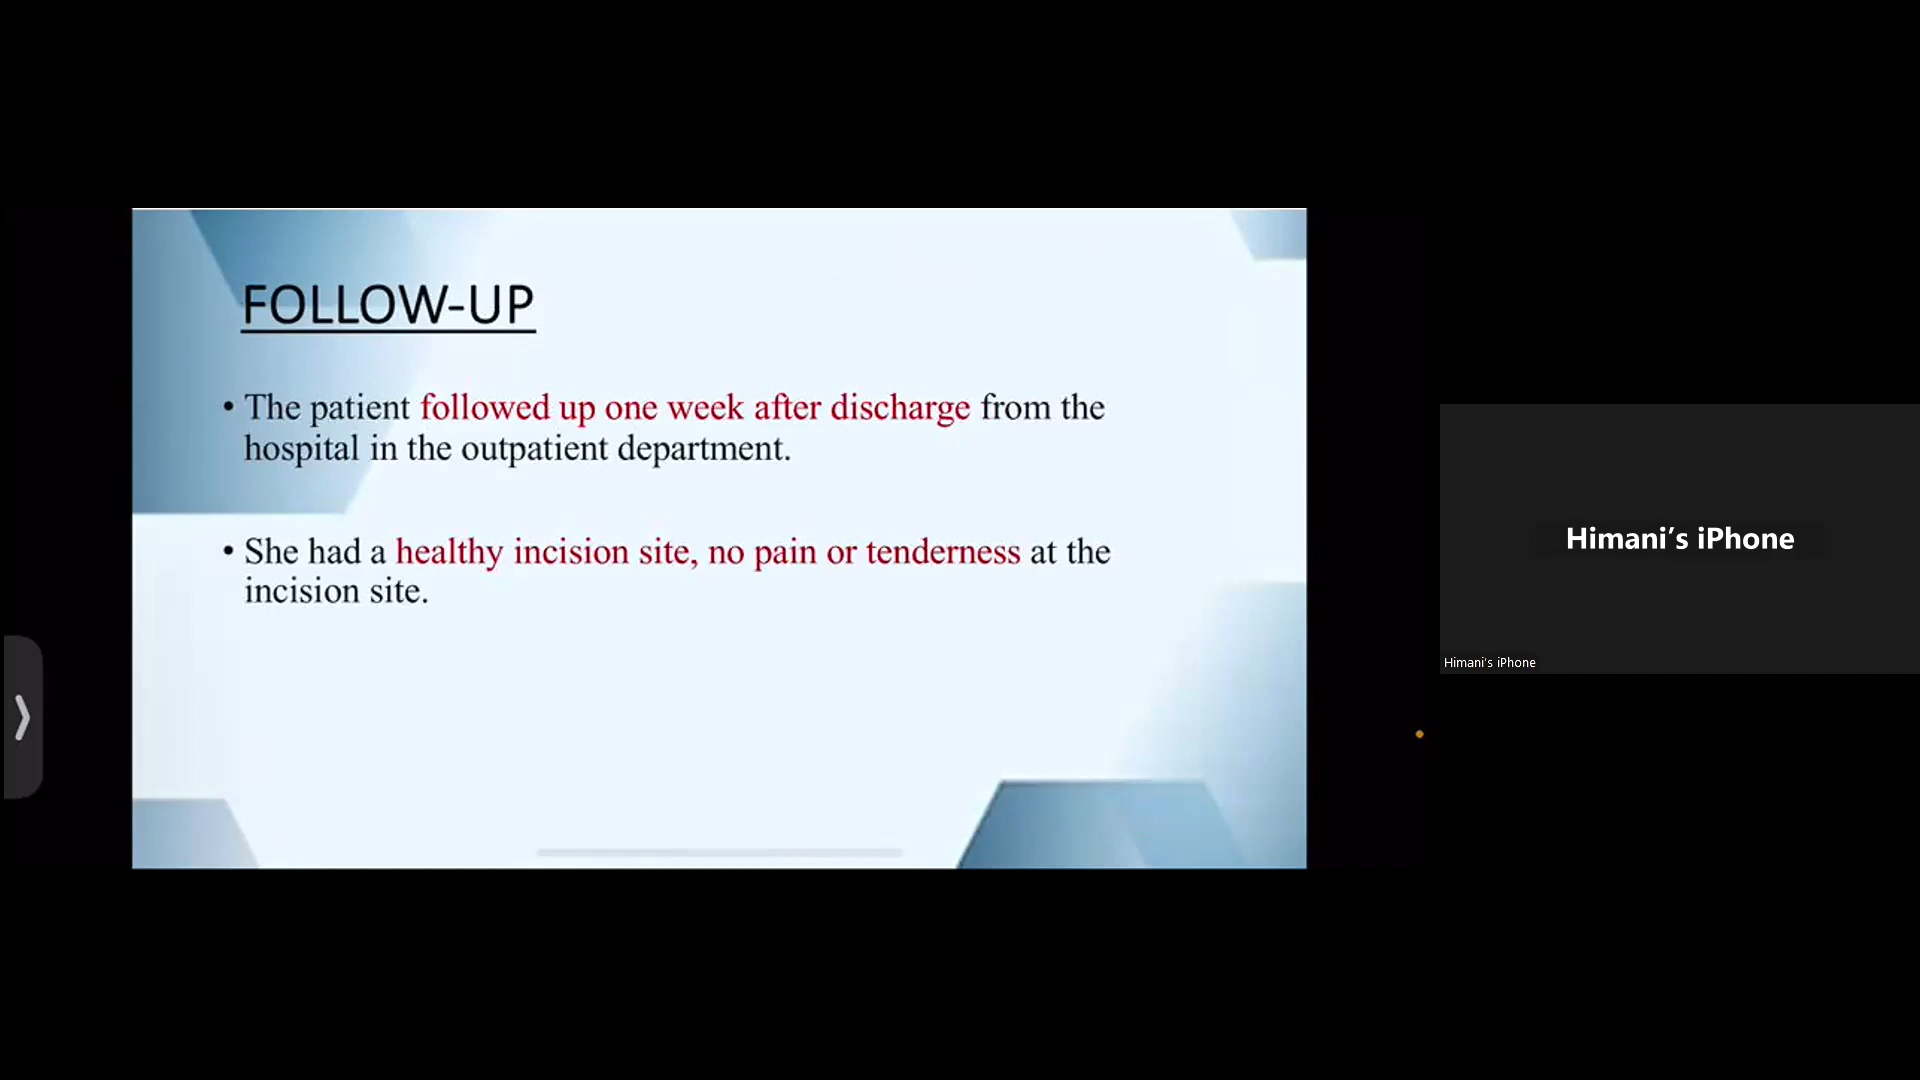 FOLLOW-UP
• The patient followed up one week after discharge from the
hospital in the outpatient department.
• She had a healthy incision site, no pain or tenderness at the
incision site.
Himani’s iPhone
Himani's iPhone